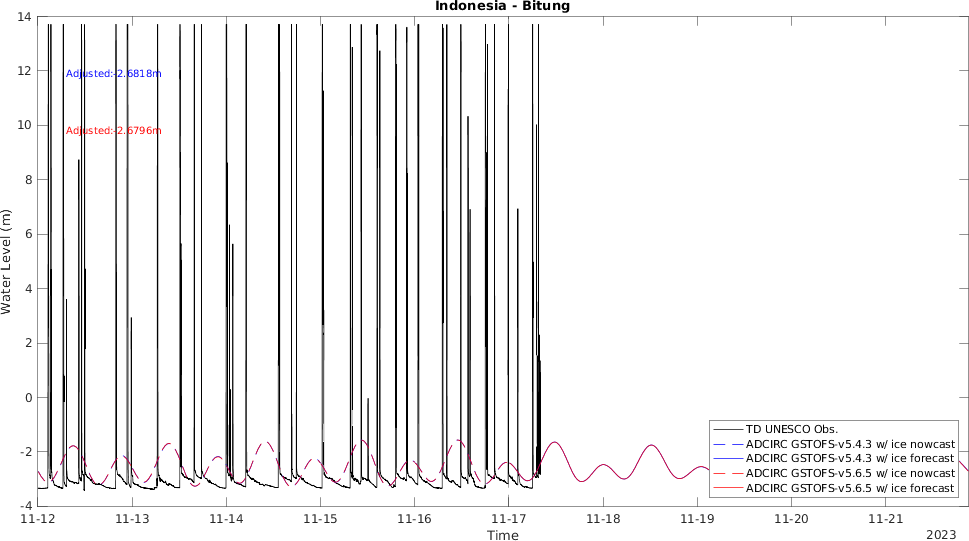 Indonesia - Bitung
14
12
10
8
6
4
2
0
-2
-4
Water Level (m)
Adjusted:-2.6818m
Adjusted:-2.6796m
TD UNESCO Obs.
ADCIRC GSTOFS-v5.4.3 w/ ice nowcast
ADCIRC GSTOFS-v5.4.3 w/ ice forecast
ADCIRC GSTOFS-v5.6.5 w/ ice nowcast
ADCIRC GSTOFS-v5.6.5 w/ ice forecast
11-12 11-13 11-14 11-15 11-16 11-17 11-18 11-19 11-20 11-21
Time
2023